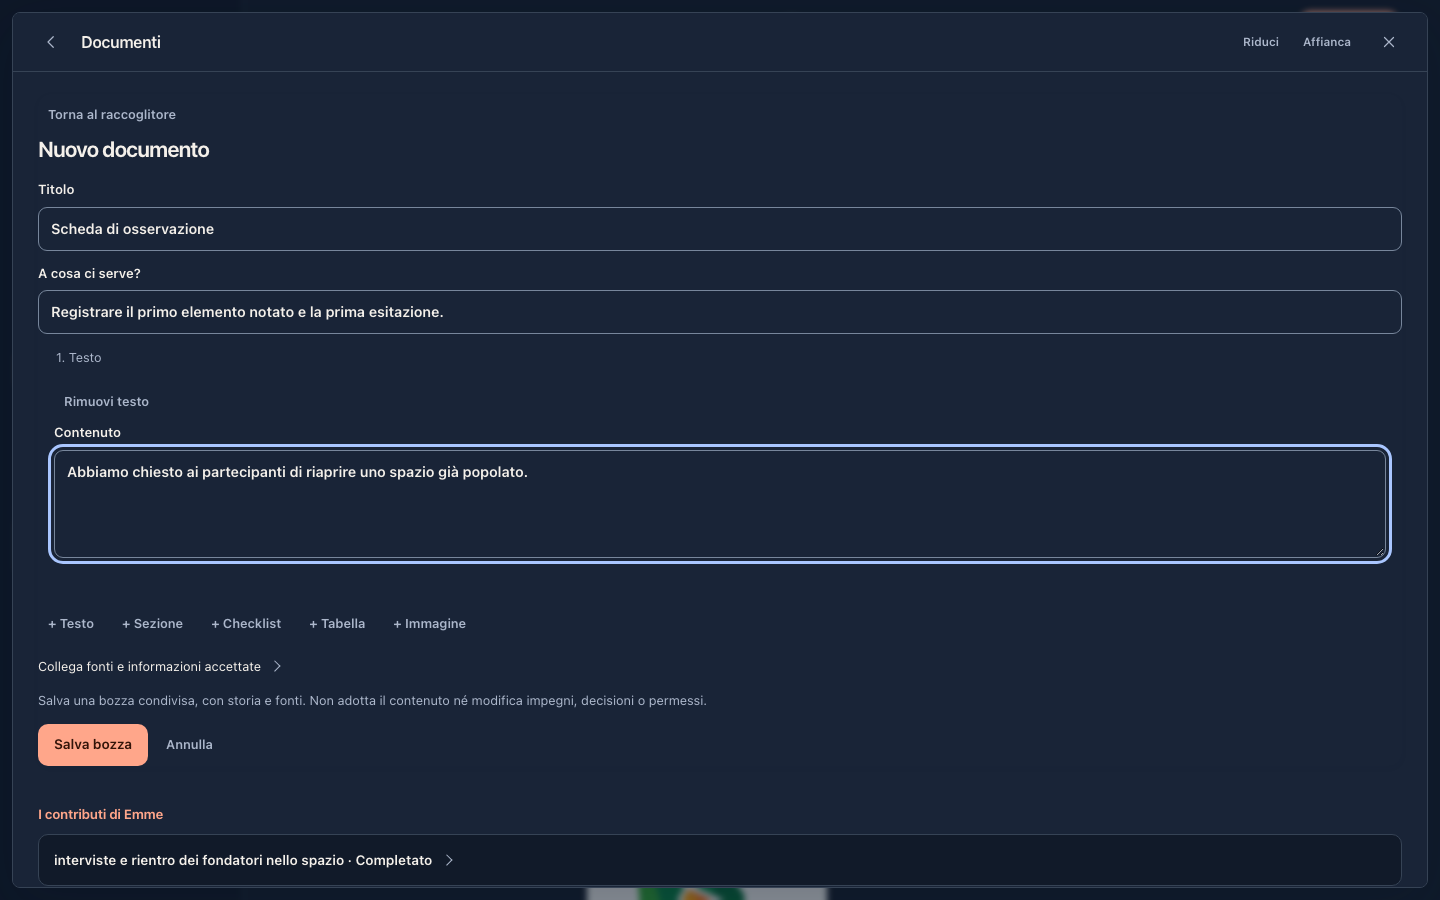 Documenti
Riduci
Affianca
Torna al raccoglitore
Nuovo documento
Titolo
Scheda di osservazione
A cosa ci serve?
Registrare il primo elemento notato e la prima esitazione.
1. Testo
Rimuovi testo
Contenuto
Abbiamo chiesto ai partecipanti di riaprire uno spazio già popolato.
+ Testo
+ Sezione
+ Checklist
+ Tabella
+ Immagine
Collega fonti e informazioni accettate
Salva una bozza condivisa, con storia e fonti. Non adotta il contenuto né modifica impegni, decisioni o permessi.
Salva bozza
Annulla
I contributi di Emme
interviste e rientro dei fondatori nello spazio · Completato